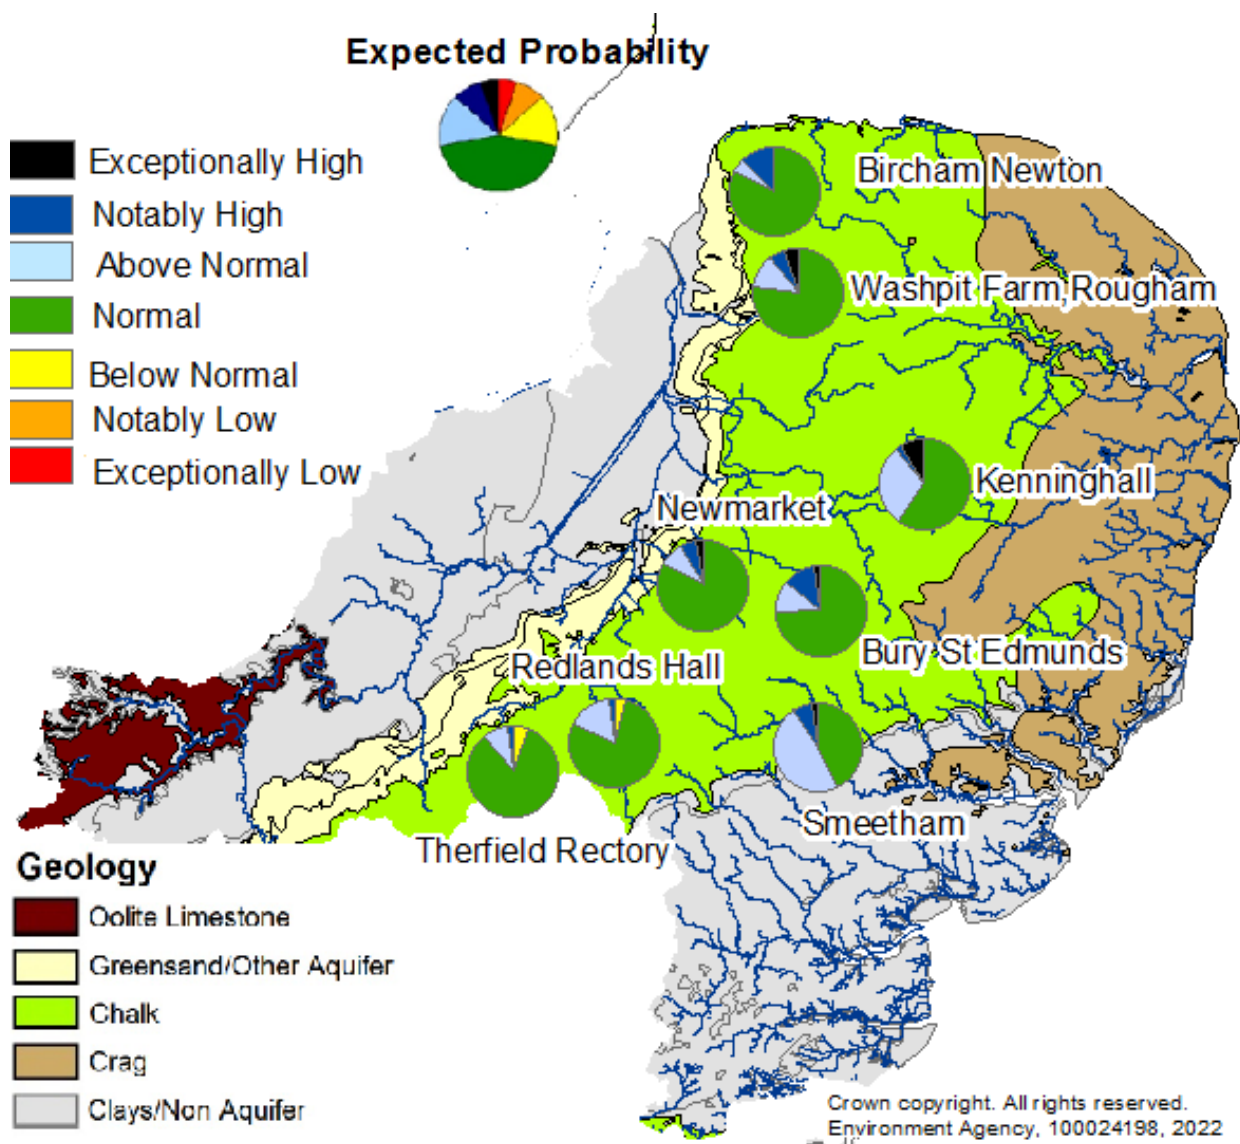 Expected Probability
Exceptionally High
Notably High
Above Normal
Normal
Below Normal
Notably Low
Exceptionally Low
Bircham Newton
Washpit Farm,Rougham
Kenninghall
Newmarket
Bury St Edmunds
Redlands Hall
Smeetham
Therfield Rectory
Geology
Oolite Limestone
Greensand/Other Aquifer
Chalk
Crag
Clays/Non Aquifer
Crown copyright. All rights reserved.
Environment Agency, 100024198, 2022